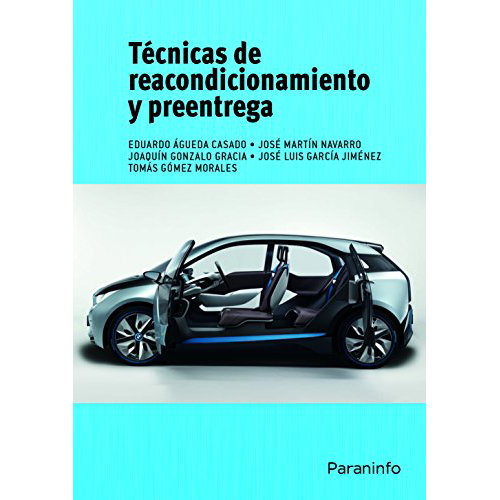 Técnicas de
reacondicionamiento
y preentrega
EDUARDO ÁGUEDA CASADO • JOSÉ MARTÍN NAVARRO
JOAQUÍN GONZALO GRACIA • JOSÉ LUIS GARCÍA JIMÉNEZ
TOMÁS GÓMEZ MORALES
Paraninfo